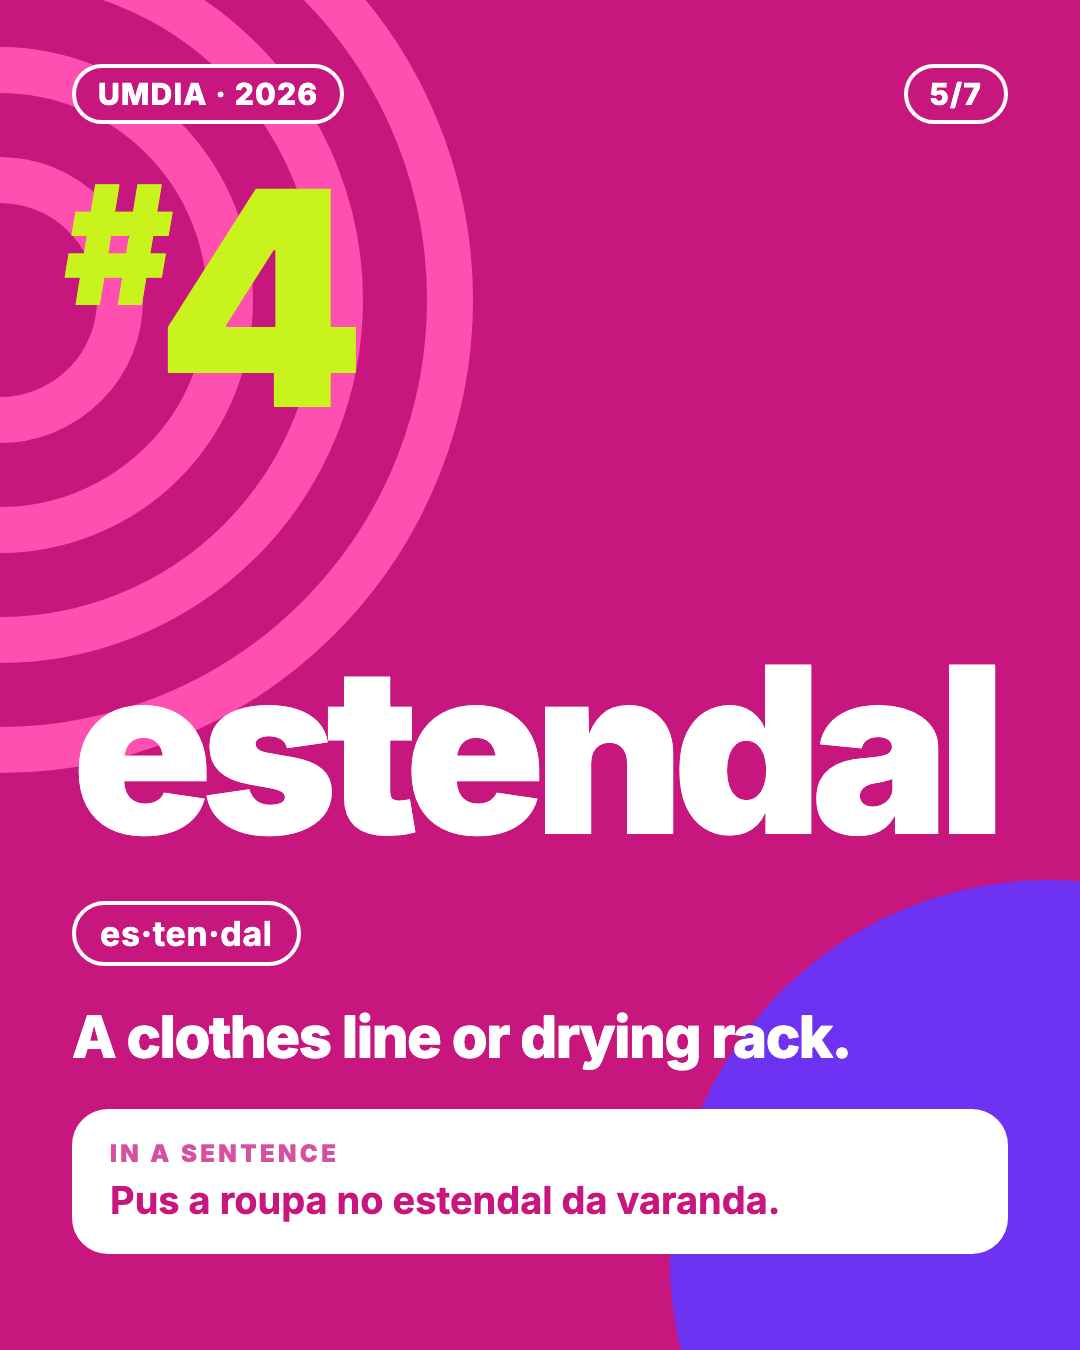 UMDIA · 2026
5/7
#4
estendal
es·ten·dal
A clothes line or drying rack.
IN A SENTENCE
Pus a roupa no estendal da varanda.